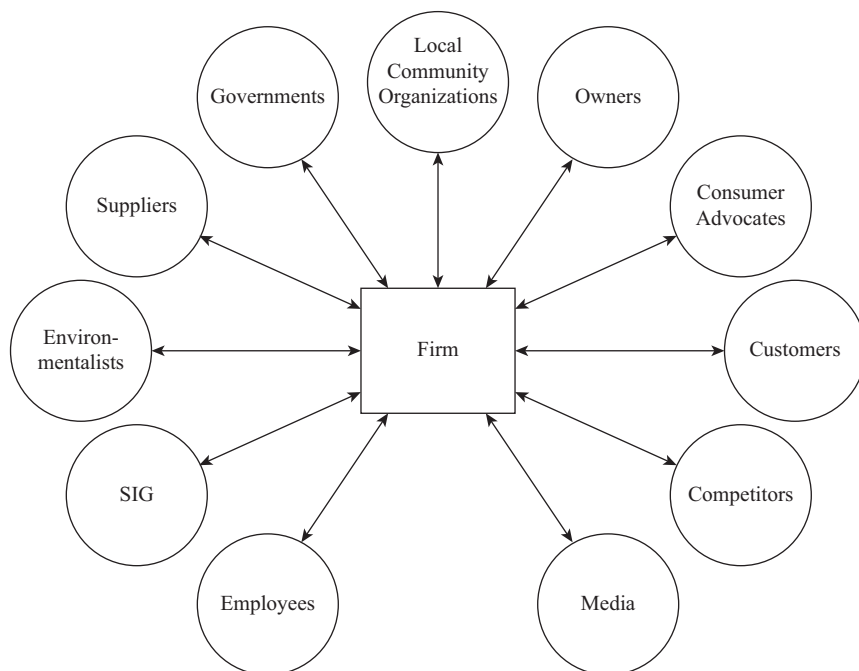 Local
Community
Organizations
Governments
Owners
Suppliers
Consumer
Advocates
Environ-
mentalists
Firm
Customers
SIG
Competitors
Employees
Media